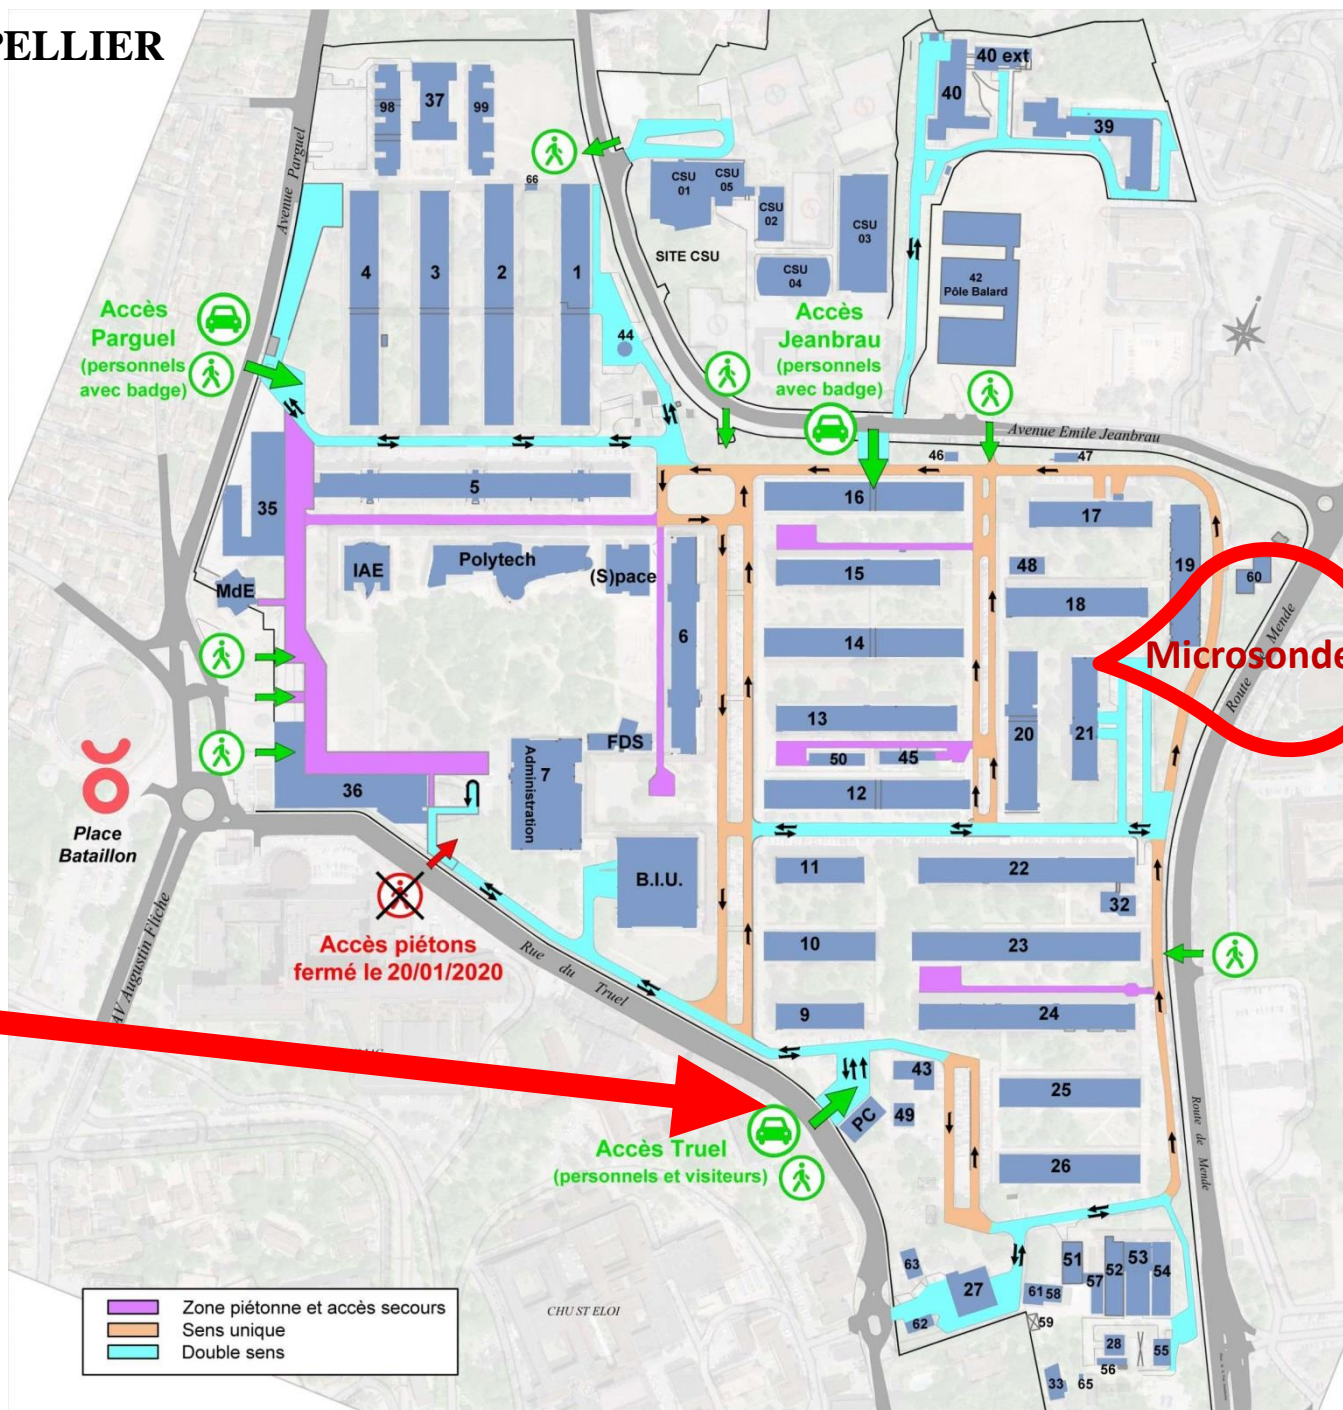 PELLIER
98
37
99
40
40 ext
39
Avenue Parguel
66
CSU
01
CSU
05
CSU
02
CSU
03
CSU
04
SITE CSU
42
Pôle Balard
4
3
2
1
44
Accès
Parguel
(personnels
avec badge)
Accès
Jeanbrau
(personnels
avec badge)
Avenue Emile Jeanbrau
46
47
35
5
16
17
19
MdE
IAE
Polytech
(S)pace
15
48
60
18
6
14
Microsonde
Route de Mende
13
20
21
FDS
7
Administration
50
45
36
12
Place
Bataillon
B.I.U.
11
22
32
AV Augustin Fliche
Accès piétons
fermé le 20/01/2020
Rue du Truel
10
23
9
24
43
25
PC
49
Accès Truel
(personnels et visiteurs)
26
Route de Mende
63
27
51
52
53
54
57
61
58
62
59
28
55
56
33
65
CHU ST ELOI
Zone piétonne et accès secours
Sens unique
Double sens